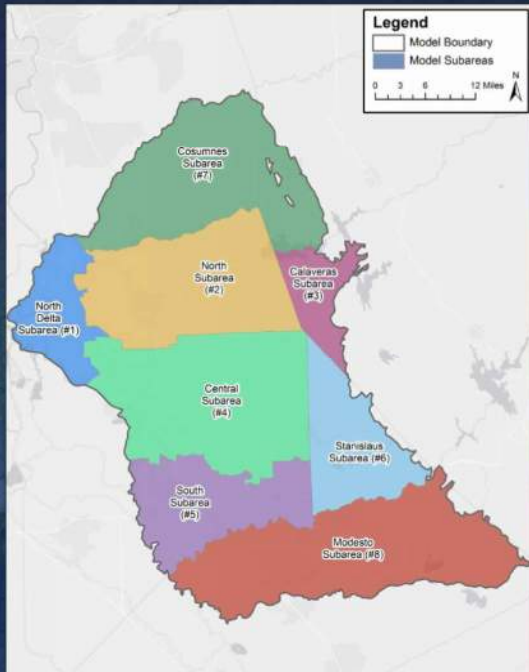 Legend
Model Boundary
Model Subareas
0 3 6 12 Miles
N
Cosumnes
Subarea
(#7)
North
Subarea
(#2)
Calaveras
Subarea
(#3)
North
Delta
Subarea (#1)
Central
Subarea
(#4)
Stanislaus
Subarea (#6)
South
Subarea
(#5)
Modesto
Subarea (#8)